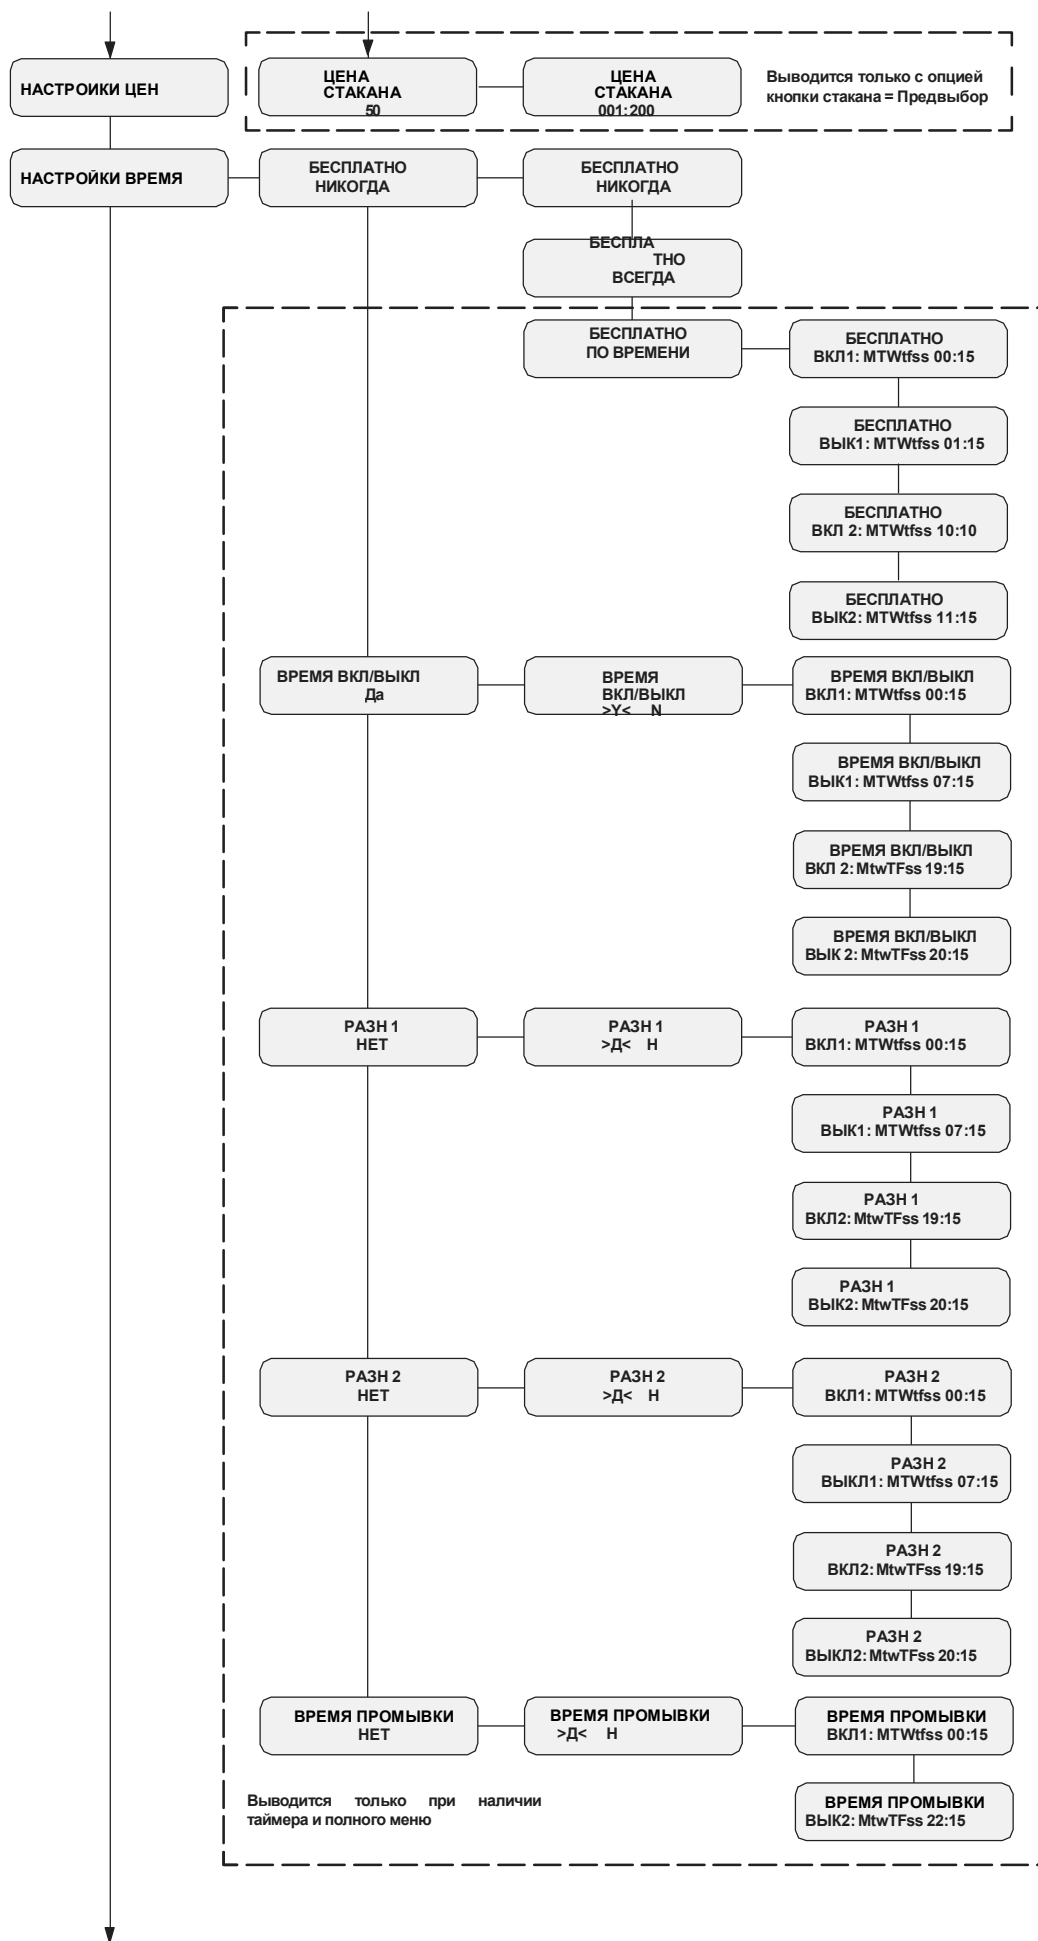 НАСТРОИКИ ЦЕН
ЦЕНА
СТАКАНА
50
ЦЕНА
СТАКАНА
001:200
Выводится только с опцией
кнопки стакана = Предвыбор
НАСТРОЙКИ ВРЕМЯ
БЕСПЛАТНО
НИКОГДА
БЕСПЛАТНО
НИКОГДА
БЕСПЛА
ТНО
ВСЕГДА
БЕСПЛАТНО
ПО ВРЕМЕНИ
БЕСПЛАТНО
ВКЛ1: MTWtfss 00:15
БЕСПЛАТНО
ВЫК1: MTWtfss 01:15
БЕСПЛАТНО
ВКЛ 2: MTWtfss 10:10
БЕСПЛАТНО
ВЫК2: MTWtfss 11:15
ВРЕМЯ ВКЛ/ВЫКЛ
Да
ВРЕМЯ
ВКЛ/ВЫКЛ
>Y< N
ВРЕМЯ ВКЛ/ВЫКЛ
ВКЛ1: MTWtfss 00:15
ВРЕМЯ ВКЛ/ВЫКЛ
ВЫК1: MTWtfss 07:15
ВРЕМЯ ВКЛ/ВЫКЛ
ВКЛ 2: MtwTFss 19:15
ВРЕМЯ ВКЛ/ВЫКЛ
ВЫК 2: MtwTFss 20:15
РАЗН 1
НЕТ
РАЗН 1
>Д< Н
РАЗН 1
ВКЛ1: MTWtfss 00:15
РАЗН 1
ВЫК1: MTWtfss 07:15
РАЗН 1
ВКЛ2: MtwTFss 19:15
РАЗН 1
ВЫК2: MtwTFss 20:15
РАЗН 2
НЕТ
РАЗН 2
>Д< Н
РАЗН 2
ВКЛ1: MTWtfss 00:15
РАЗН 2
ВЫКЛ1: MTWtfss 07:15
РАЗН 2
ВКЛ2: MtwTFss 19:15
РАЗН 2
ВЫКЛ2: MtwTFss 20:15
ВРЕМЯ ПРОМЫВКИ
НЕТ
ВРЕМЯ ПРОМЫВКИ
>Д< Н
ВРЕМЯ ПРОМЫВКИ
ВКЛ1: MTWtfss 00:15
ВРЕМЯ ПРОМЫВКИ
ВЫК2: MtwTFss 22:15
Выводится только при наличии
таймера и полного меню